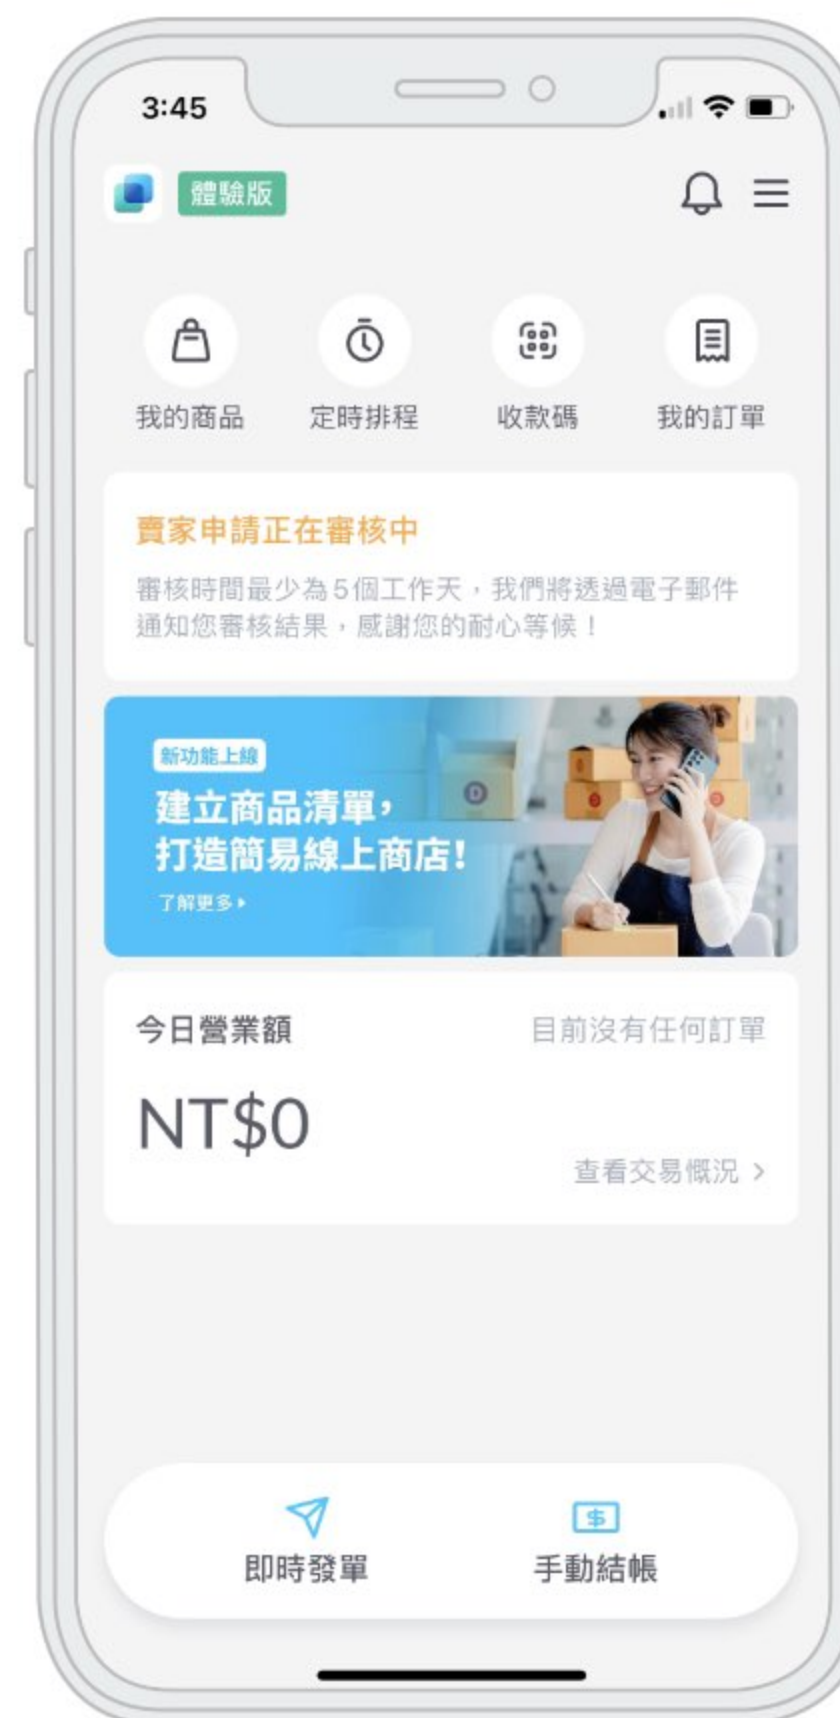 3:45
體驗版
我的商品
定時排程
收款碼
我的訂單
賣家申請正在審核中
審核時間最少為5個工作天，我們將透過電子郵件
通知您審核結果，感謝您的耐心等候！
新功能上線
建立商品清單，
打造簡易線上商店！
了解更多
今日營業額
目前沒有任何訂單
NT$0
查看交易慨況
即時發單
手動結帳